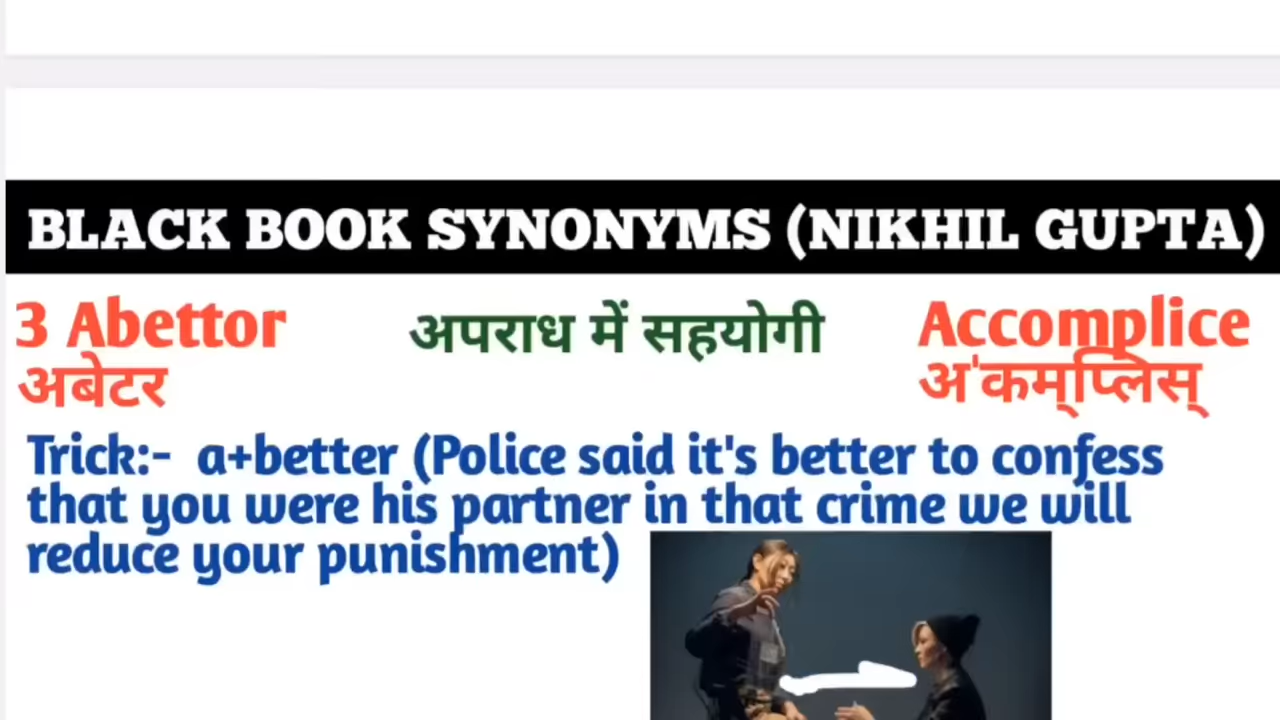 BLACK BOOK SYNONYMS (NIKHIL GUPTA)
3 Abettor अपराध में सहयोगी Accomplice
अबेटर अ'कम्प्लिस्
Trick:- a+better (Police said it's better to confess
that you were his partner in that crime we will
reduce your punishment)